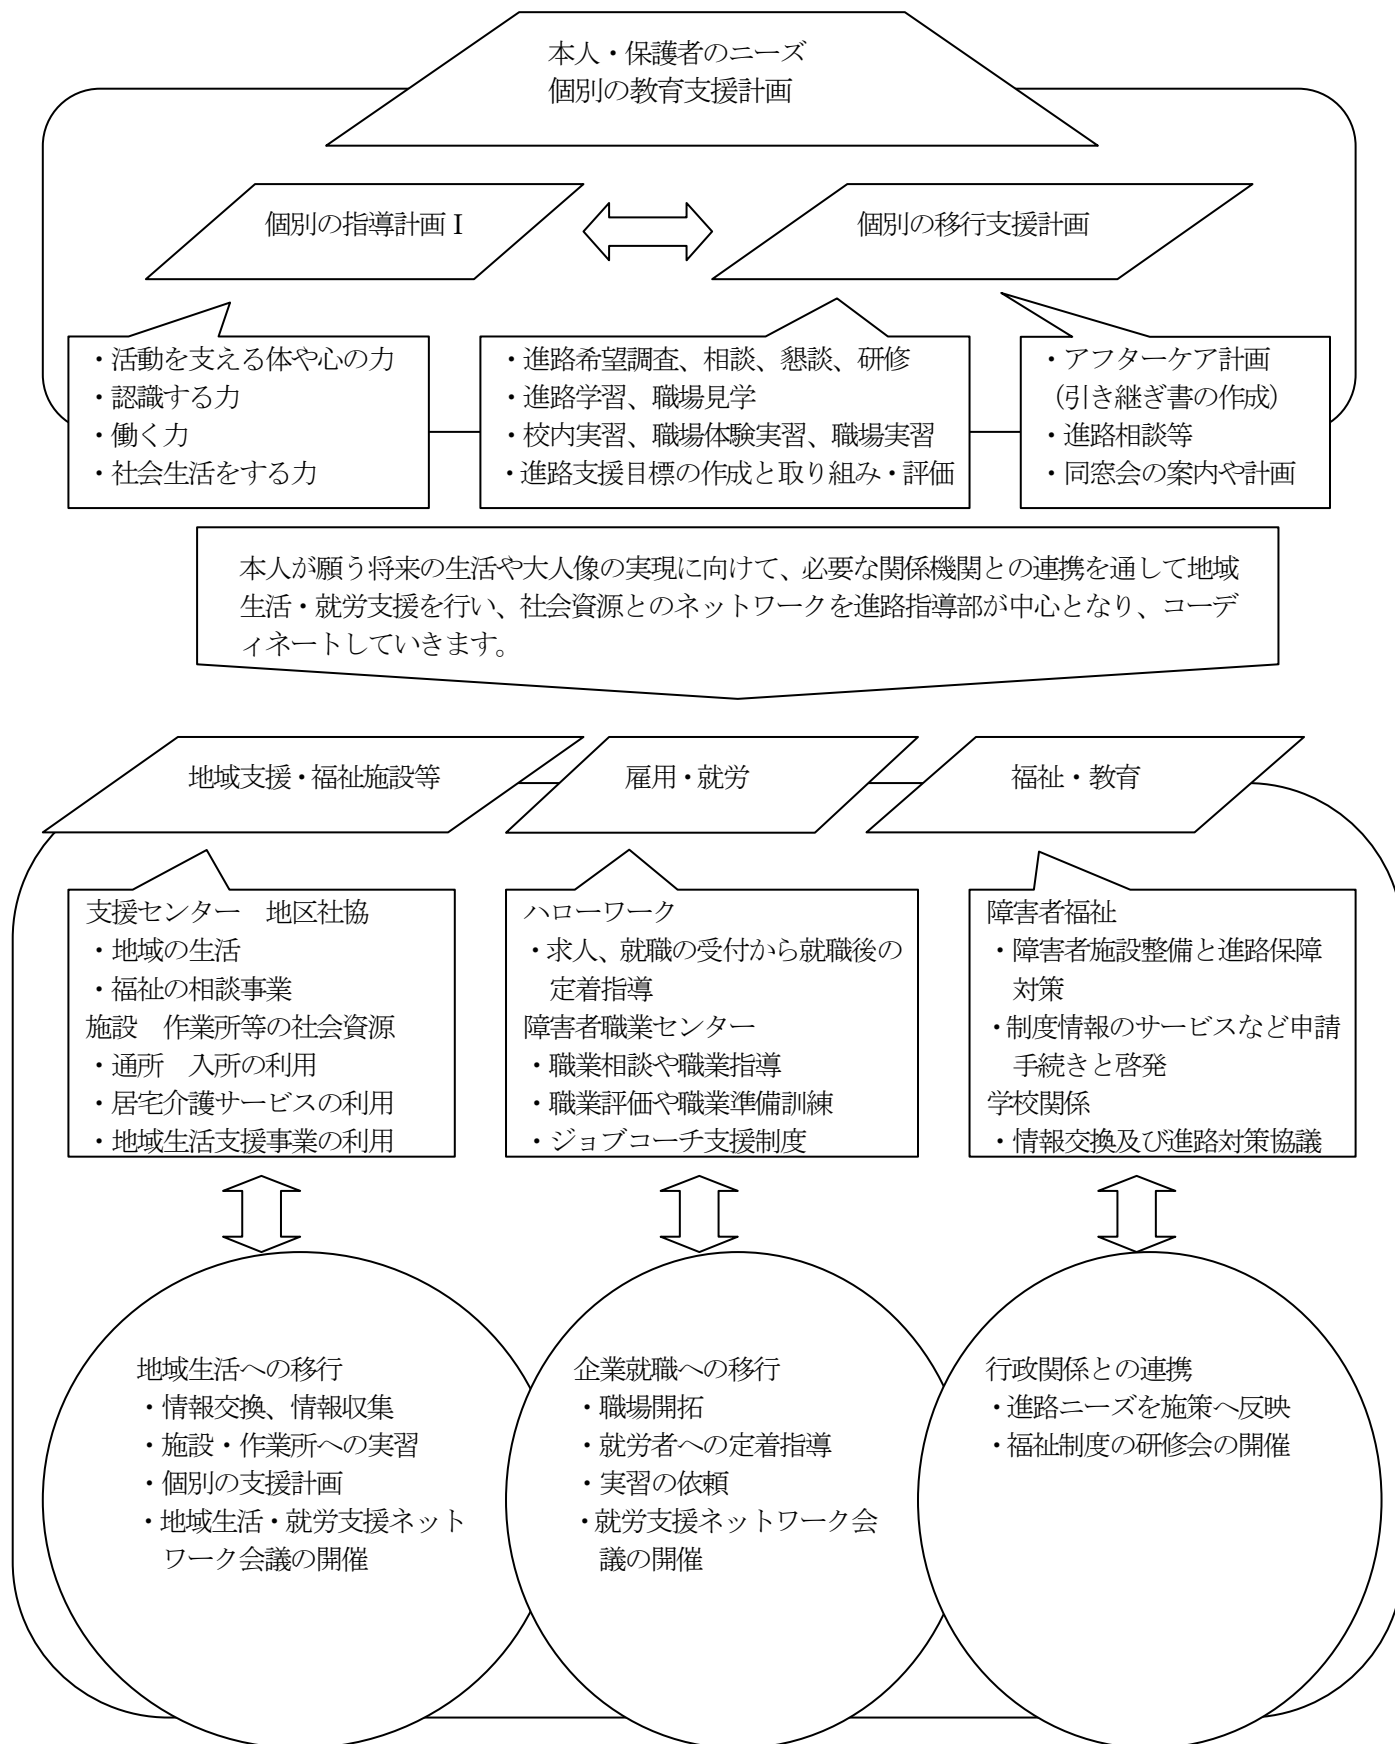 本人・保護者のニーズ
個別の教育支援計画
個別の指導計画Ⅰ
個別の移行支援計画
・活動を支える体や心の力
・認識する力
・働く力
・社会生活をする力
・進路希望調査、相談、懇談、研修
・進路学習、職場見学
・校内実習、職場体験実習、職場実習
・進路支援目標の作成と取り組み・評価
・アフターケア計画
(引き継ぎ書の作成)
・進路相談等
・同窓会の案内や計画
本人が願う将来の生活や大人像の実現に向けて、必要な関係機関との連携を通して地域
生活・就労支援を行い、社会資源とのネットワークを進路指導部が中心となり、コーデ
ィネートしていきます。
地域支援・福祉施設等
雇用・就労
福祉・教育
支援センター　地区社協
・地域の生活
・福祉の相談事業
施設　作業所等の社会資源
・通所　入所の利用
・居宅介護サービスの利用
・地域生活支援事業の利用
ハローワーク
・求人、就職の受付から就職後の
定着指導
障害者職業センター
・職業相談や職業指導
・職業評価や職業準備訓練
・ジョブコーチ支援制度
障害者福祉
・障害者施設整備と進路保障
対策
・制度情報のサービスなど申請
手続きと啓発
学校関係
・情報交換及び進路対策協議
地域生活への移行
・情報交換、情報収集
・施設・作業所への実習
・個別の支援計画
・地域生活・就労支援ネット
ワーク会議の開催
企業就職への移行
・職場開拓
・就労者への定着指導
・実習の依頼
・就労支援ネットワーク会
議の開催
行政関係との連携
・進路ニーズを施策へ反映
・福祉制度の研修会の開催